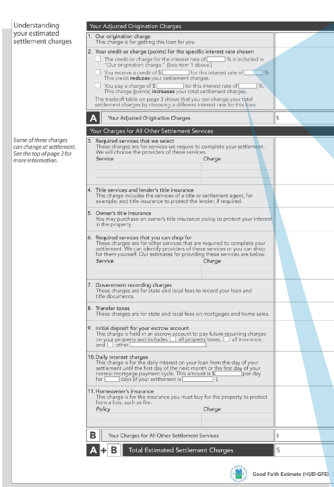 Understanding
your estimated
settlement charges
Your Adjusted Origination Charges
1. Our origination charge
This charge is for getting this loan for you.
2. Your credit or charge (points) for the specific interest rate chosen
The credit or charge for the interest rate of % is included in
"Our origination charge." (See item 1 above.)
You receive a credit of $ for this interest rate of %.
This credit reduces your settlement charges.
You pay a charge of $ for this interest rate of %.
This charge (points) increases your total settlement charges.
The tradeoff table on page 3 shows that you can change your total
settlement charges by choosing a different interest rate for this loan.
A Your Adjusted Origination Charges $
Your Charges for All Other Settlement Services
Some of these charges
can change at settlement.
See the top of page 3 for
more information.
3. Required services that we select
These charges are for services we require to complete your settlement.
We will choose the providers of these services.
Service Charge
4. Title services and lender's title insurance
This charge includes the services of a title or settlement agent, for
example, and title insurance to protect the lender, if required.
5. Owner's title insurance
You may purchase an owner's title insurance policy to protect your interest
in the property.
6. Required services that you can shop for
These charges are for other services that are required to complete your
settlement. We can identify providers of these services or you can shop
for them yourself. Our estimates for providing these services are below.
Service Charge
7. Government recording charges
These charges are for state and local fees to record your loan and
title documents.
8. Transfer taxes
These charges are for state and local fees on mortgages and home sales.
9. Initial deposit for your escrow account
This charge is held in an escrow account to pay future recurring charges
on your property and includes all property taxes, all insurance,
and other
10. Daily interest charges
This charge is for the daily interest on your loan from the day of your
settlement until the first day of the next month or the first day of your
normal mortgage payment cycle. This amount is $ per day
for days (if your settlement is ).
11. Homeowner's insurance
This charge is for the insurance you must buy for the property to protect
from a loss, such as fire.
Policy Charge
B Your Charges for All Other Settlement Services $
A + B Total Estimated Settlement Charges $
Good Faith Estimate (HUD-GFE)